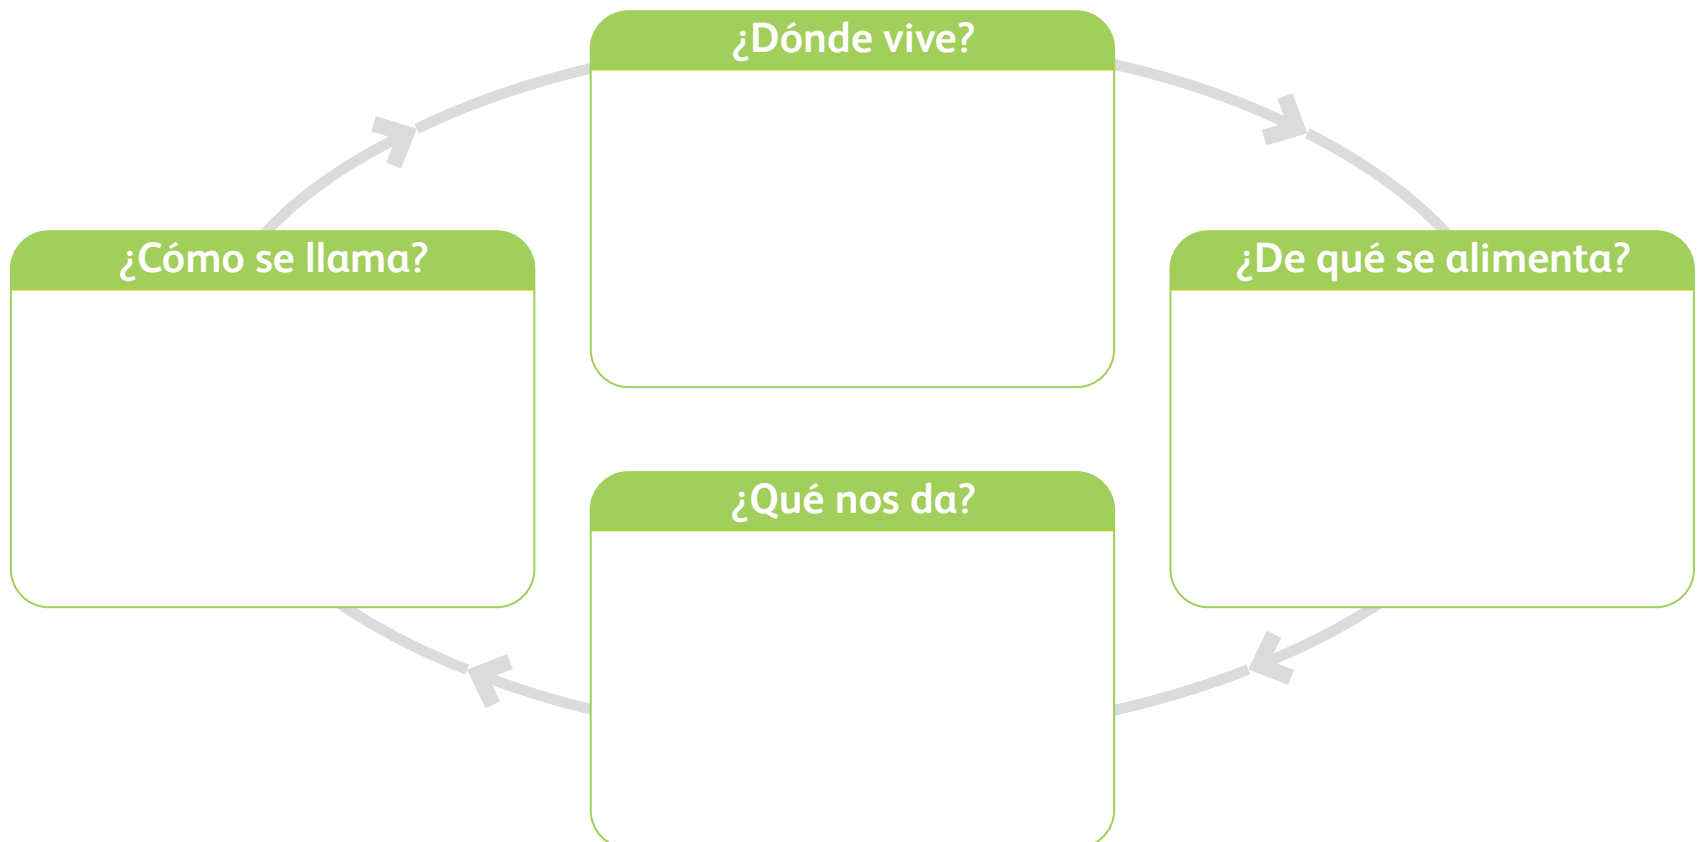 ¿Dónde vive?
¿Cómo se llama?
¿De qué se alimenta?
¿Qué nos da?